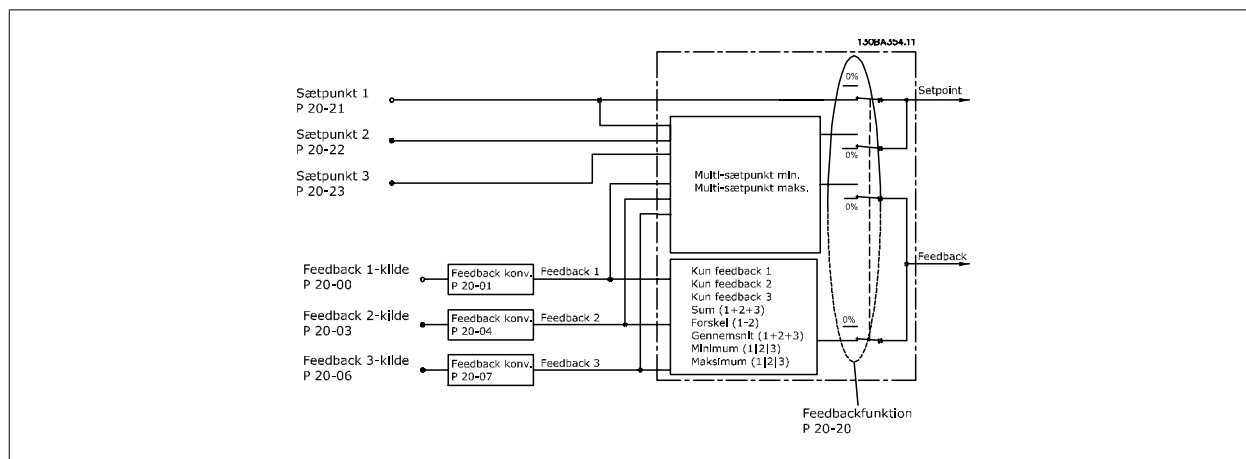 130BA354.11
Sætpunkt 1
P 20-21
Sætpunkt 2
P 20-22
Sætpunkt 3
P 20-23
0%
Setpoint
0%
Multi-sætpunkt min.
Multi-sætpunkt maks.
0%
Feedback 1-kilde
P 20-00
Feedback konv.
P 20-01
Feedback 1
Feedback 2-kilde
P 20-03
Feedback konv.
P 20-04
Feedback 2
Feedback 3-kilde
P 20-06
Feedback konv.
P 20-07
Feedback 3
Kun feedback 1
Kun feedback 2
Kun feedback 3
Sum (1+2+3)
Forskel (1-2)
Gennemsnit (1+2+3)
Minimum (1|2|3)
Maksimum (1|2|3)
0%
Feedback
Feedbackfunktion
P 20-20